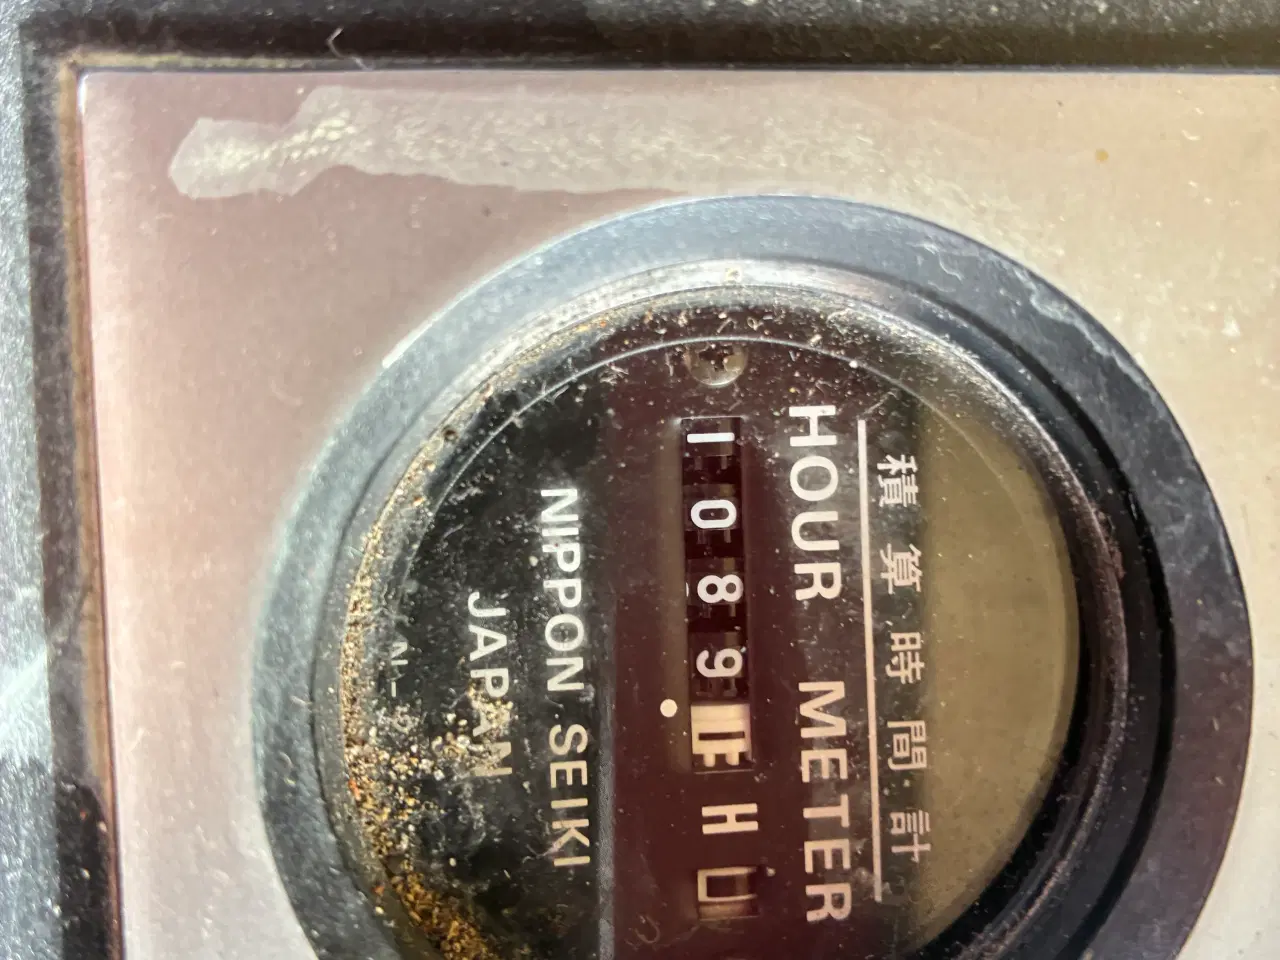 積算時間計
HOUR METER
1089 H
NIPPON SEIKI
JAPAN